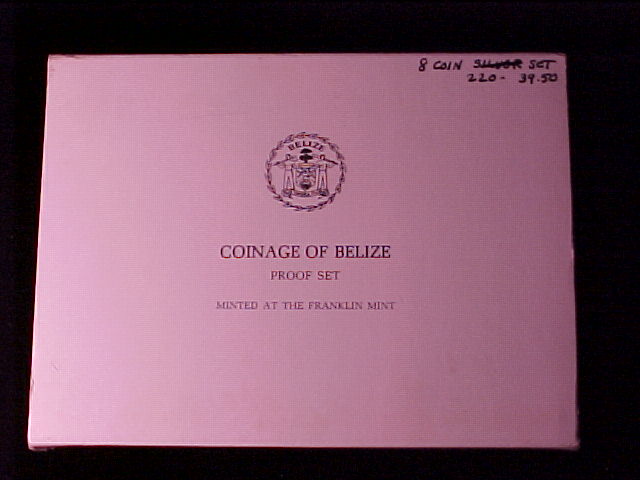 8 COIN SILVER SET
220- 39.50
BELIZE
COINAGE OF BELIZE
PROOF SET
MINTED AT THE FRANKLIN MINT